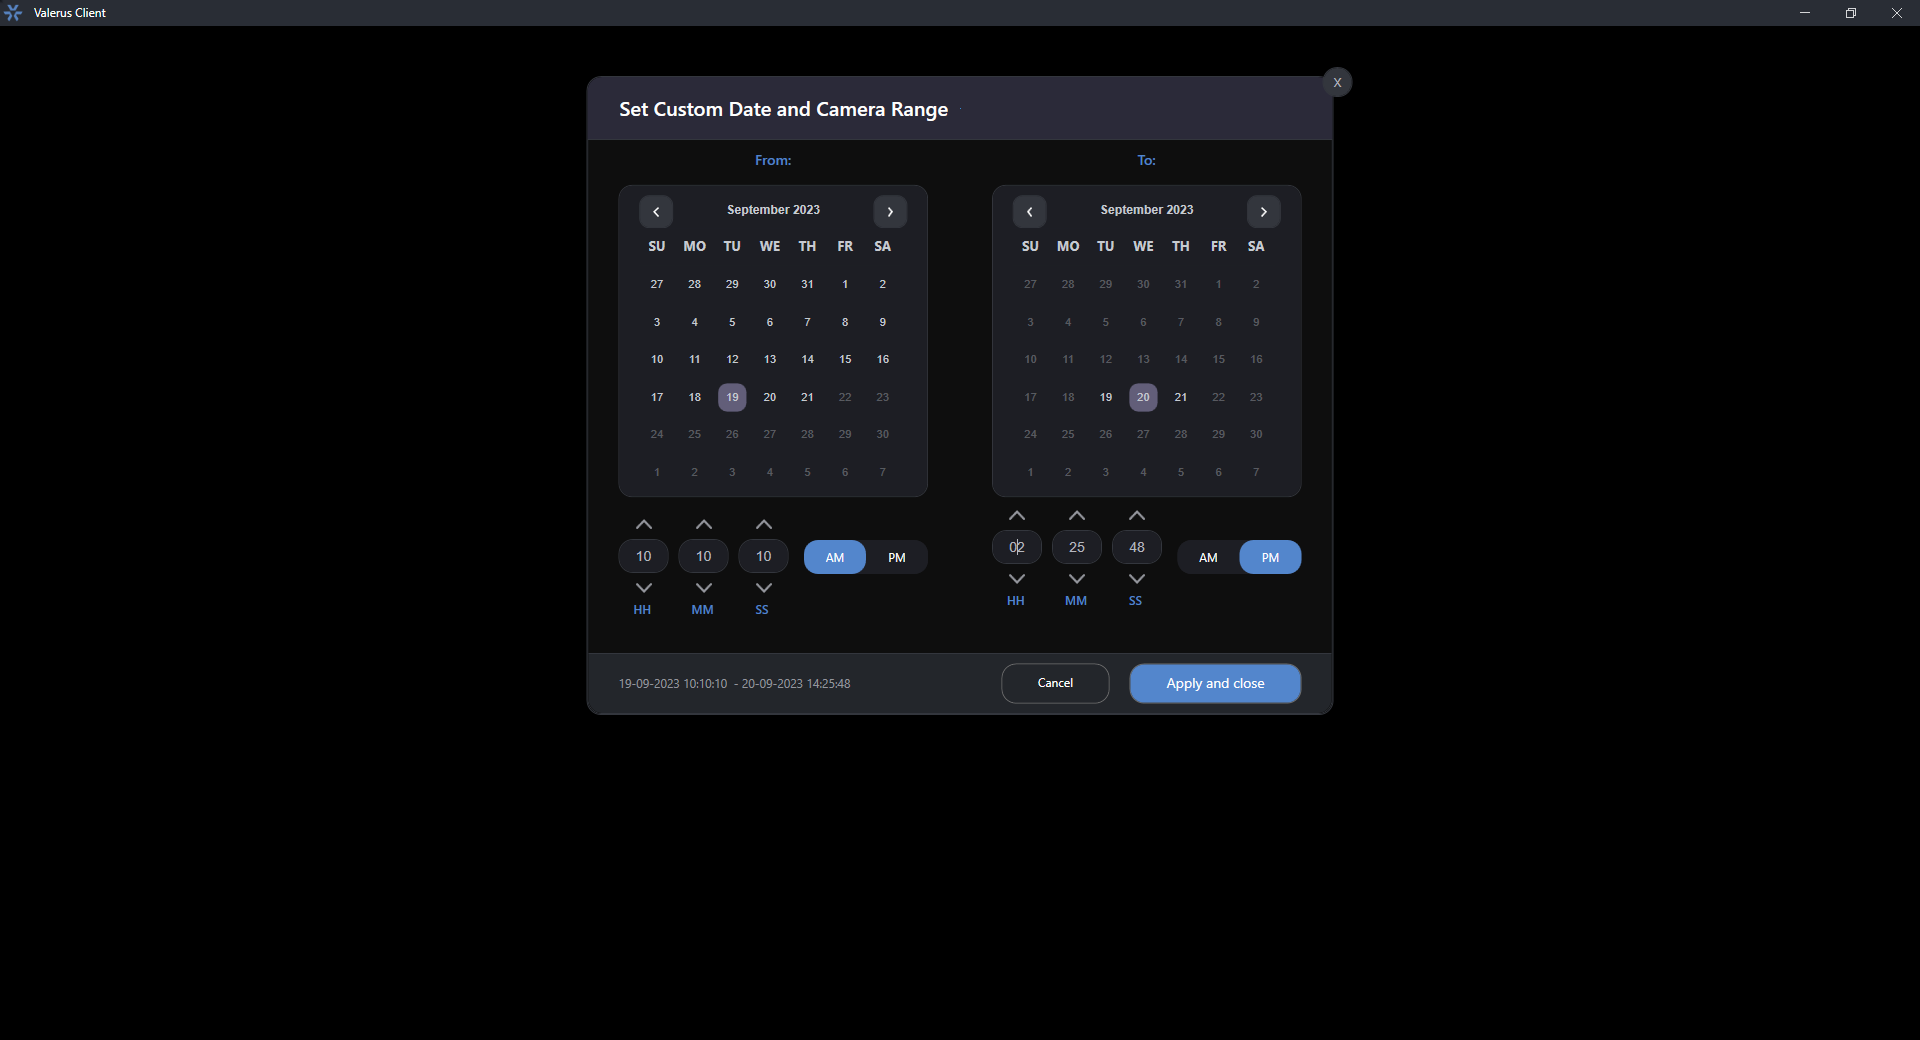 Valerus Client
X
Set Custom Date and Camera Range
From:
To:
September 2023
SU MO TU WE TH FR SA
27 28 29 30 31 1 2
3 4 5 6 7 8 9
10 11 12 13 14 15 16
17 18 19 20 21 22 23
24 25 26 27 28 29 30
1 2 3 4 5 6 7
September 2023
SU MO TU WE TH FR SA
27 28 29 30 31 1 2
3 4 5 6 7 8 9
10 11 12 13 14 15 16
17 18 19 20 21 22 23
24 25 26 27 28 29 30
1 2 3 4 5 6 7
10 10 10 AM PM
HH MM SS
02 25 48 AM PM
HH MM SS
19-09-2023 10:10:10 - 20-09-2023 14:25:48
Cancel
Apply and close